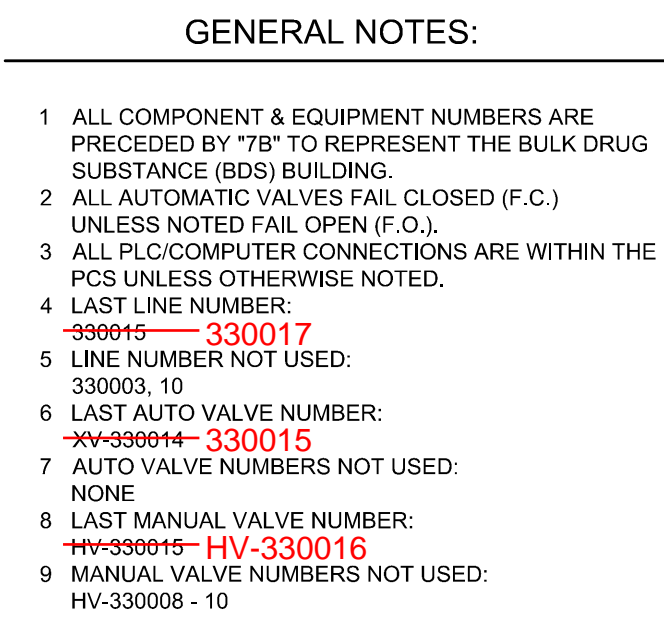 GENERAL NOTES:
1 ALL COMPONENT & EQUIPMENT NUMBERS ARE
PRECEDED BY "7B" TO REPRESENT THE BULK DRUG
SUBSTANCE (BDS) BUILDING.
2 ALL AUTOMATIC VALVES FAIL CLOSED (F.C.)
UNLESS NOTED FAIL OPEN (F.O.).
3 ALL PLC/COMPUTER CONNECTIONS ARE WITHIN THE
PCS UNLESS OTHERWISE NOTED.
4 LAST LINE NUMBER:
330015 330017
5 LINE NUMBER NOT USED:
330003, 10
6 LAST AUTO VALVE NUMBER:
XV-330014 330015
7 AUTO VALVE NUMBERS NOT USED:
NONE
8 LAST MANUAL VALVE NUMBER:
HV-330015 HV-330016
9 MANUAL VALVE NUMBERS NOT USED:
HV-330008 - 10